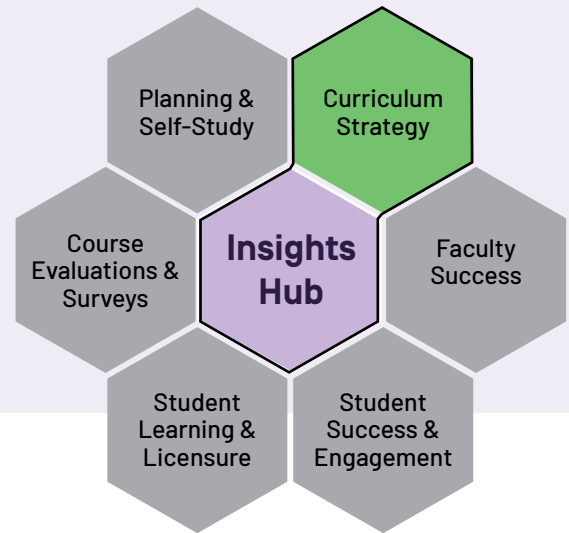 Planning &
Self-Study
Curriculum
Strategy
Course
Evaluations &
Surveys
Insights
Hub
Faculty
Success
Student
Learning &
Licensure
Student
Success &
Engagement